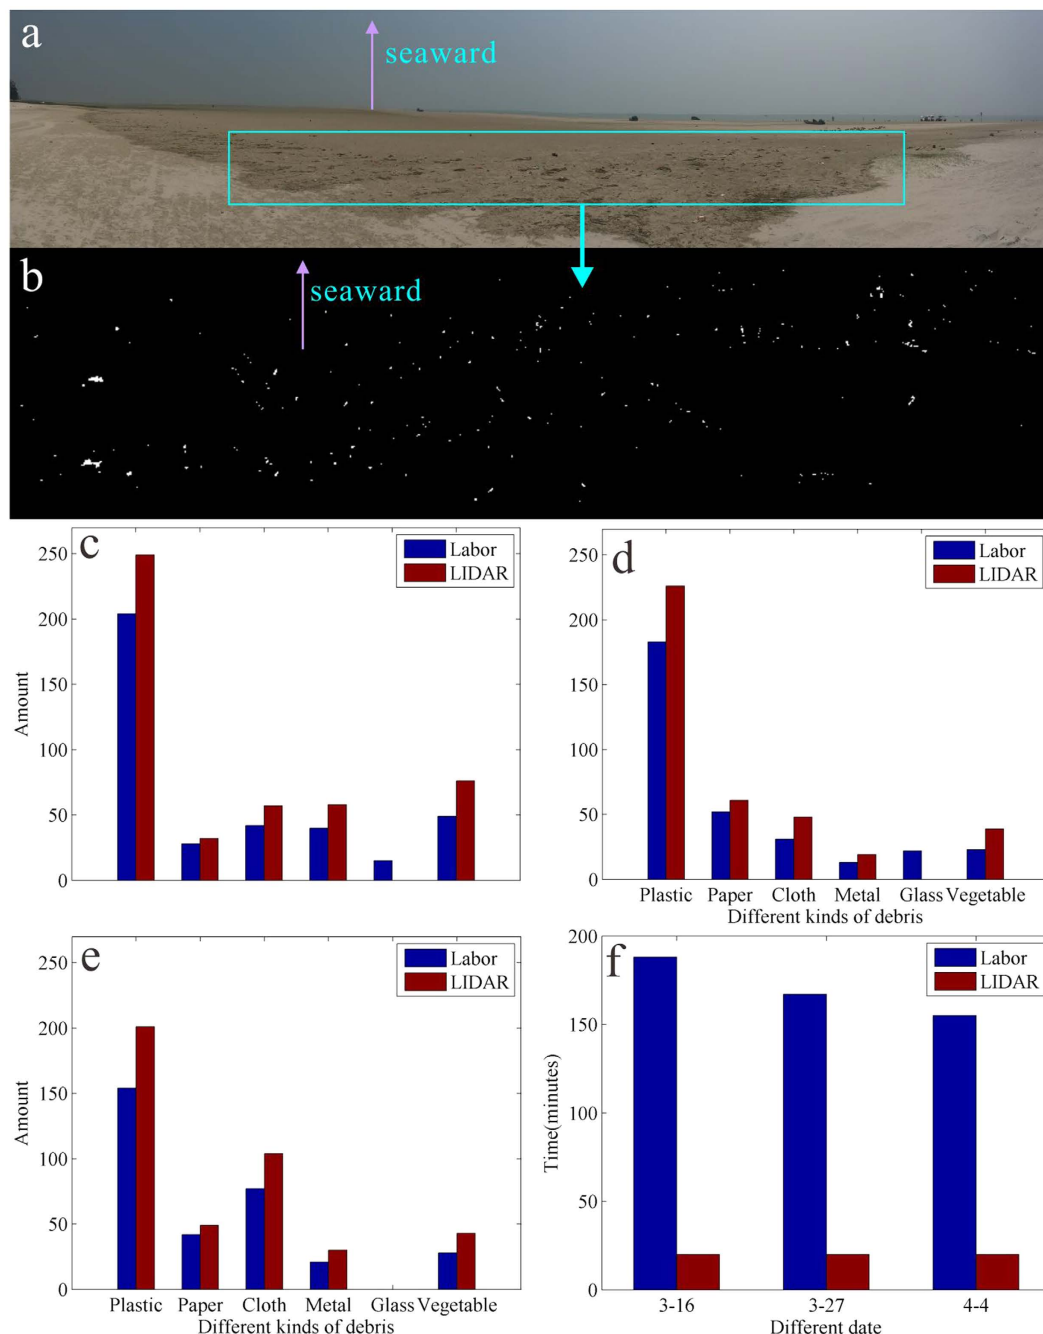 a
seaward
b
seaward
c
Labor
LIDAR
250
200
150
100
50
0
Amount
d
Labor
LIDAR
250
200
150
100
50
0
Plastic Paper Cloth Metal Glass Vegetable
Different kinds of debris
e
Labor
LIDAR
250
200
150
100
50
0
Amount
Plastic Paper Cloth Metal Glass Vegetable
Different kinds of debris
f
Labor
LIDAR
200
150
100
50
0
Time(minutes)
3-16 3-27 4-4
Different date